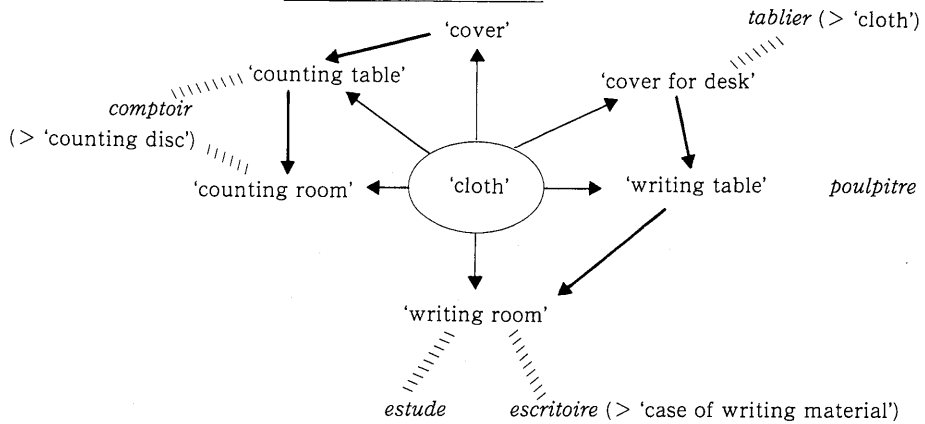 tablier (> ‘cloth’)
‘cover’
‘counting table’
‘cover for desk’
comptoir
(> ‘counting disc’)
‘counting room’
‘cloth’
‘writing table’
poulpitre
‘writing room’
estude
escritoire (> ‘case of writing material’)